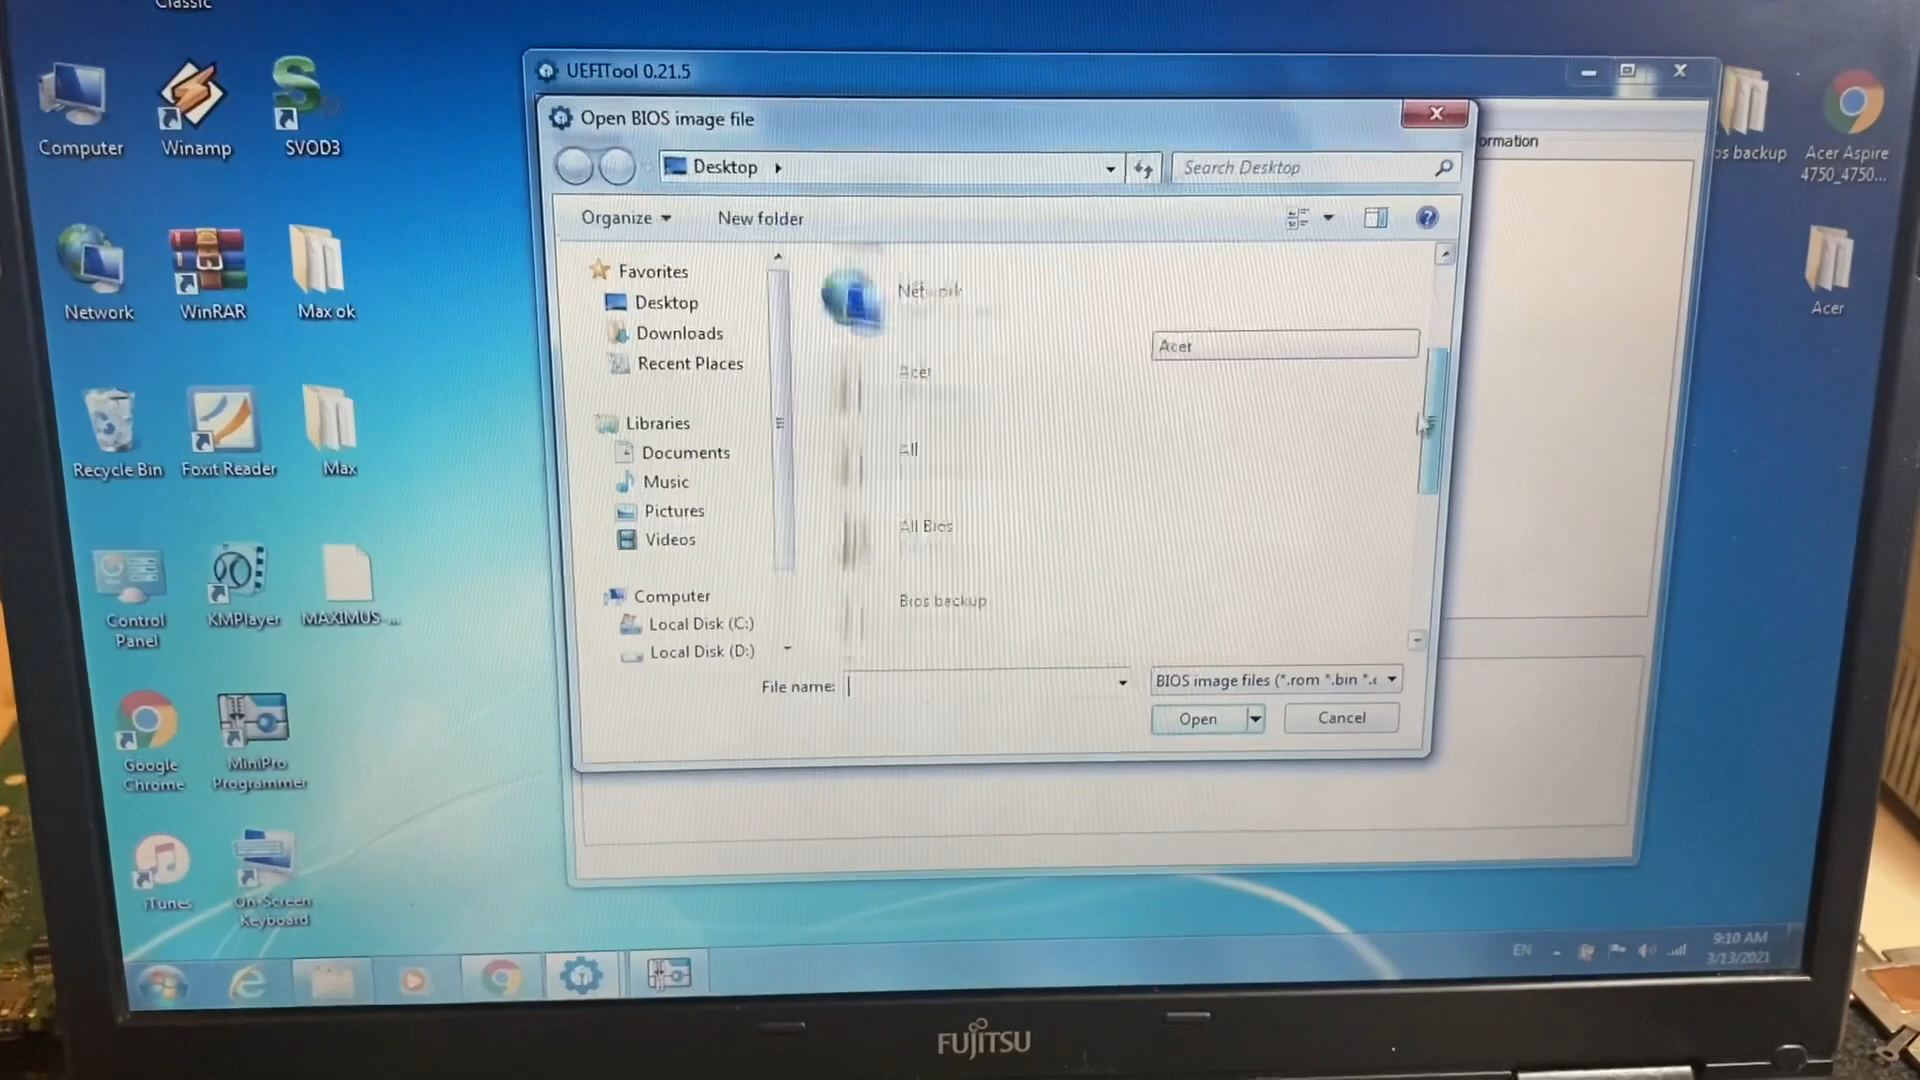 Classic
Computer
Winamp
SVOD3
Network
WinRAR
Max ok
Recycle Bin
Foxit Reader
Max
Control
Panel
KMPlayer
MAXIMUS-...
Google
Chrome
MiniPro
Programmer
iTunes
On-Screen
Keyboard
UEFITool 0.21.5
Open BIOS image file
Desktop
Search Desktop
Organize
New folder
Favorites
Desktop
Downloads
Recent Places
Libraries
Documents
Music
Pictures
Videos
Computer
Local Disk (C:)
Local Disk (D:)
Network
Acer
All
All Bios
Bios backup
Acer
File name:
BIOS image files (*.rom *.bin *.c
Open
Cancel
ormation
os backup
Acer Aspire
4750_4750...
Acer
EN
9:10 AM
3/13/2021
FUJITSU